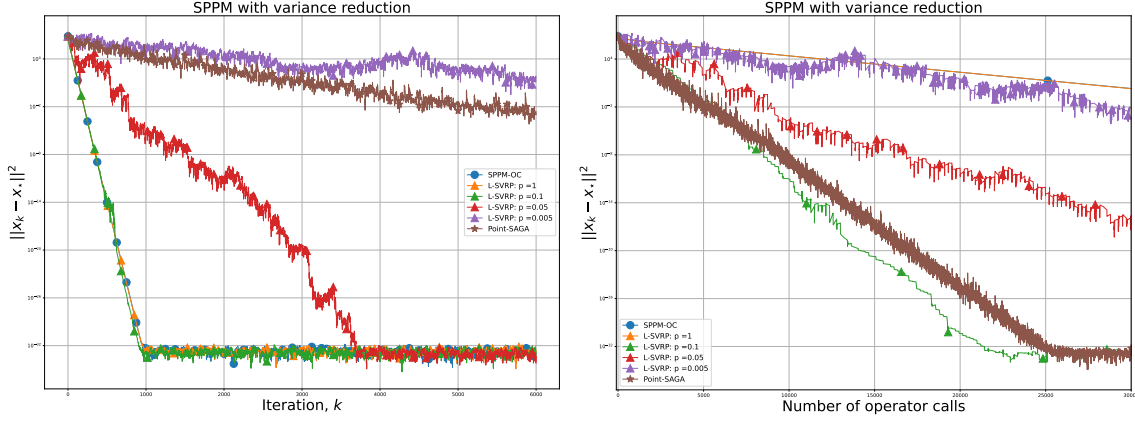 SPPM with variance reduction
||x_k − x_⋆||²
SPPM-OC
L-SVRP: p =1
L-SVRP: p =0.1
L-SVRP: p =0.05
L-SVRP: p =0.005
Point-SAGA
0
1000
2000
3000
4000
5000
6000
Iteration, k
SPPM with variance reduction
||x_k − x_⋆||²
SPPM-OC
L-SVRP: p =1
L-SVRP: p =0.1
L-SVRP: p =0.05
L-SVRP: p =0.005
Point-SAGA
0
5000
10000
15000
20000
25000
30000
Number of operator calls